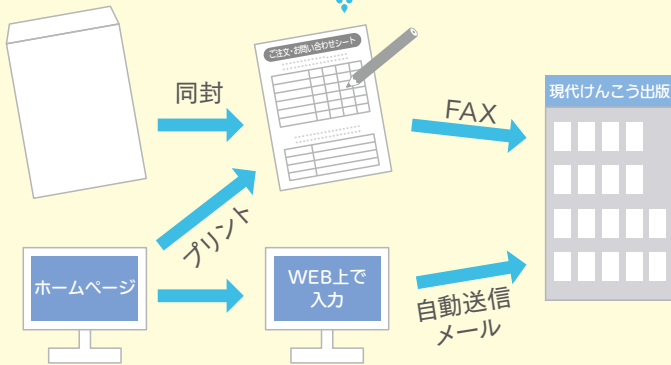 ご注文・お問い合わせシート
同封
FAX
現代けんこう出版
プリント
ホームページ
WEB上で
入力
自動送信
メール